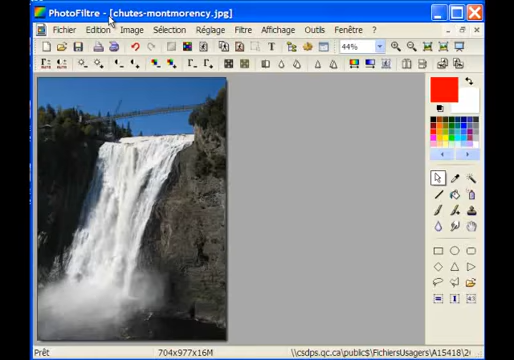 PhotoFiltre - [chutes-montmorency.jpg]
Fichier Edition Image Sélection Réglage Filtre Affichage Outils Fenêtre ?
44%
Prêt 704x977x16M \\csdps.qc.ca\public$\FichiersUsagers\A15418\2